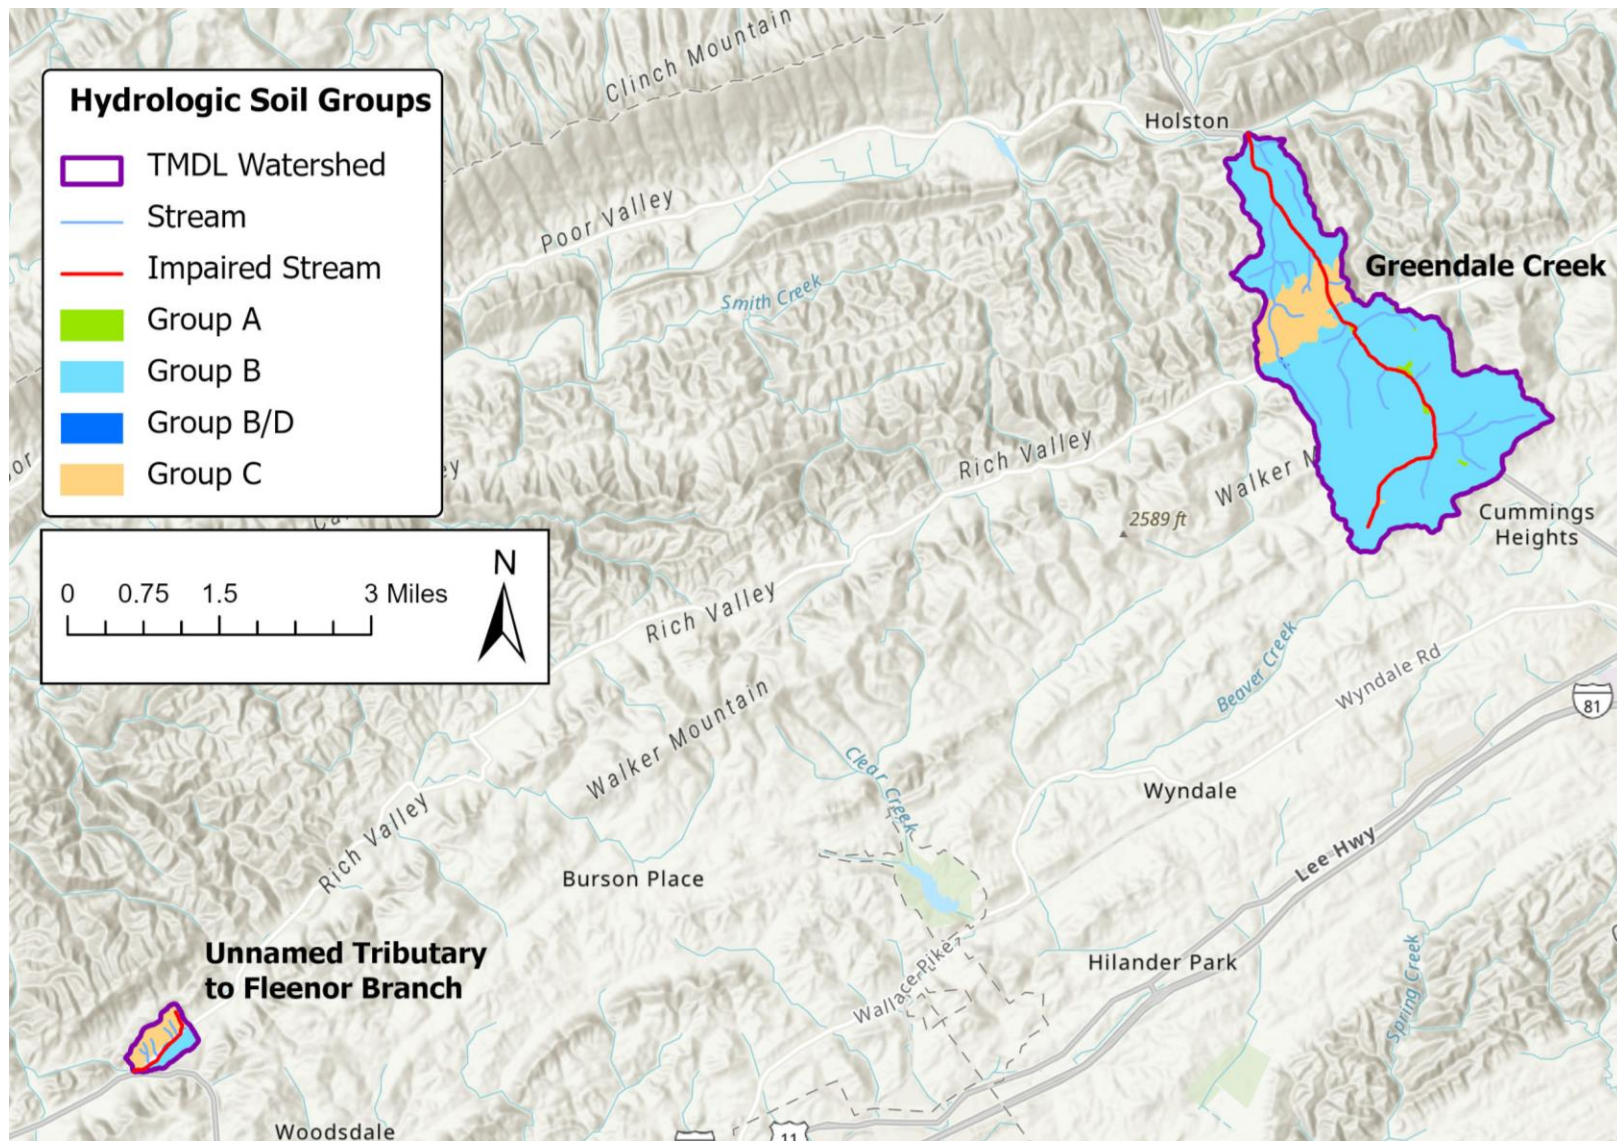 Hydrologic Soil Groups
TMDL Watershed
Stream
Impaired Stream
Group A
Group B
Group B/D
Group C
0 0.75 1.5 3 Miles
N
Clinch Mountain
Holston
Poor Valley
Smith Creek
Greendale Creek
Rich Valley
Walker M
2589 ft
Cummings
Heights
Rich Valley
Beaver Creek
Wyndale Rd
81
Walker Mountain
Clear Creek
Wyndale
Rich Valley
Lee Hwy
Burson Place
Unnamed Tributary
to Fleenor Branch
Wallace Pike
Hilander Park
Spring Creek
Woodsdale
11